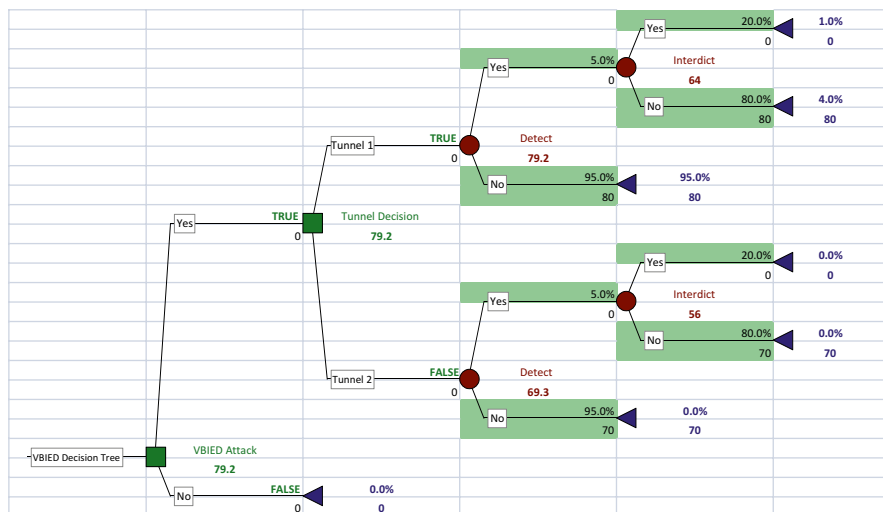 20.0% 1.0%
Yes
0 0
5.0% Interdict
Yes
0 64
80.0% 4.0%
No
80 80
TRUE Detect
Tunnel 1
0 79.2
95.0% 95.0%
No
80 80
TRUE Tunnel Decision
Yes
0 79.2
20.0% 0.0%
Yes
0 0
5.0% Interdict
Yes
0 56
80.0% 0.0%
No
70 70
FALSE Detect
Tunnel 2
0 69.3
95.0% 0.0%
No
70 70
VBIED Attack
VBIED Decision Tree
79.2
FALSE 0.0%
No
0 0